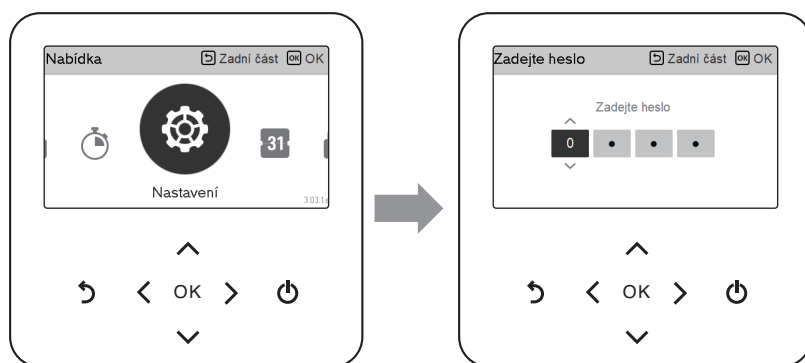 Nabídka Zadní část OK OK
31
Nastavení
3.03.1
OK
Zadejte heslo Zadní část OK OK
Zadejte heslo
0
OK